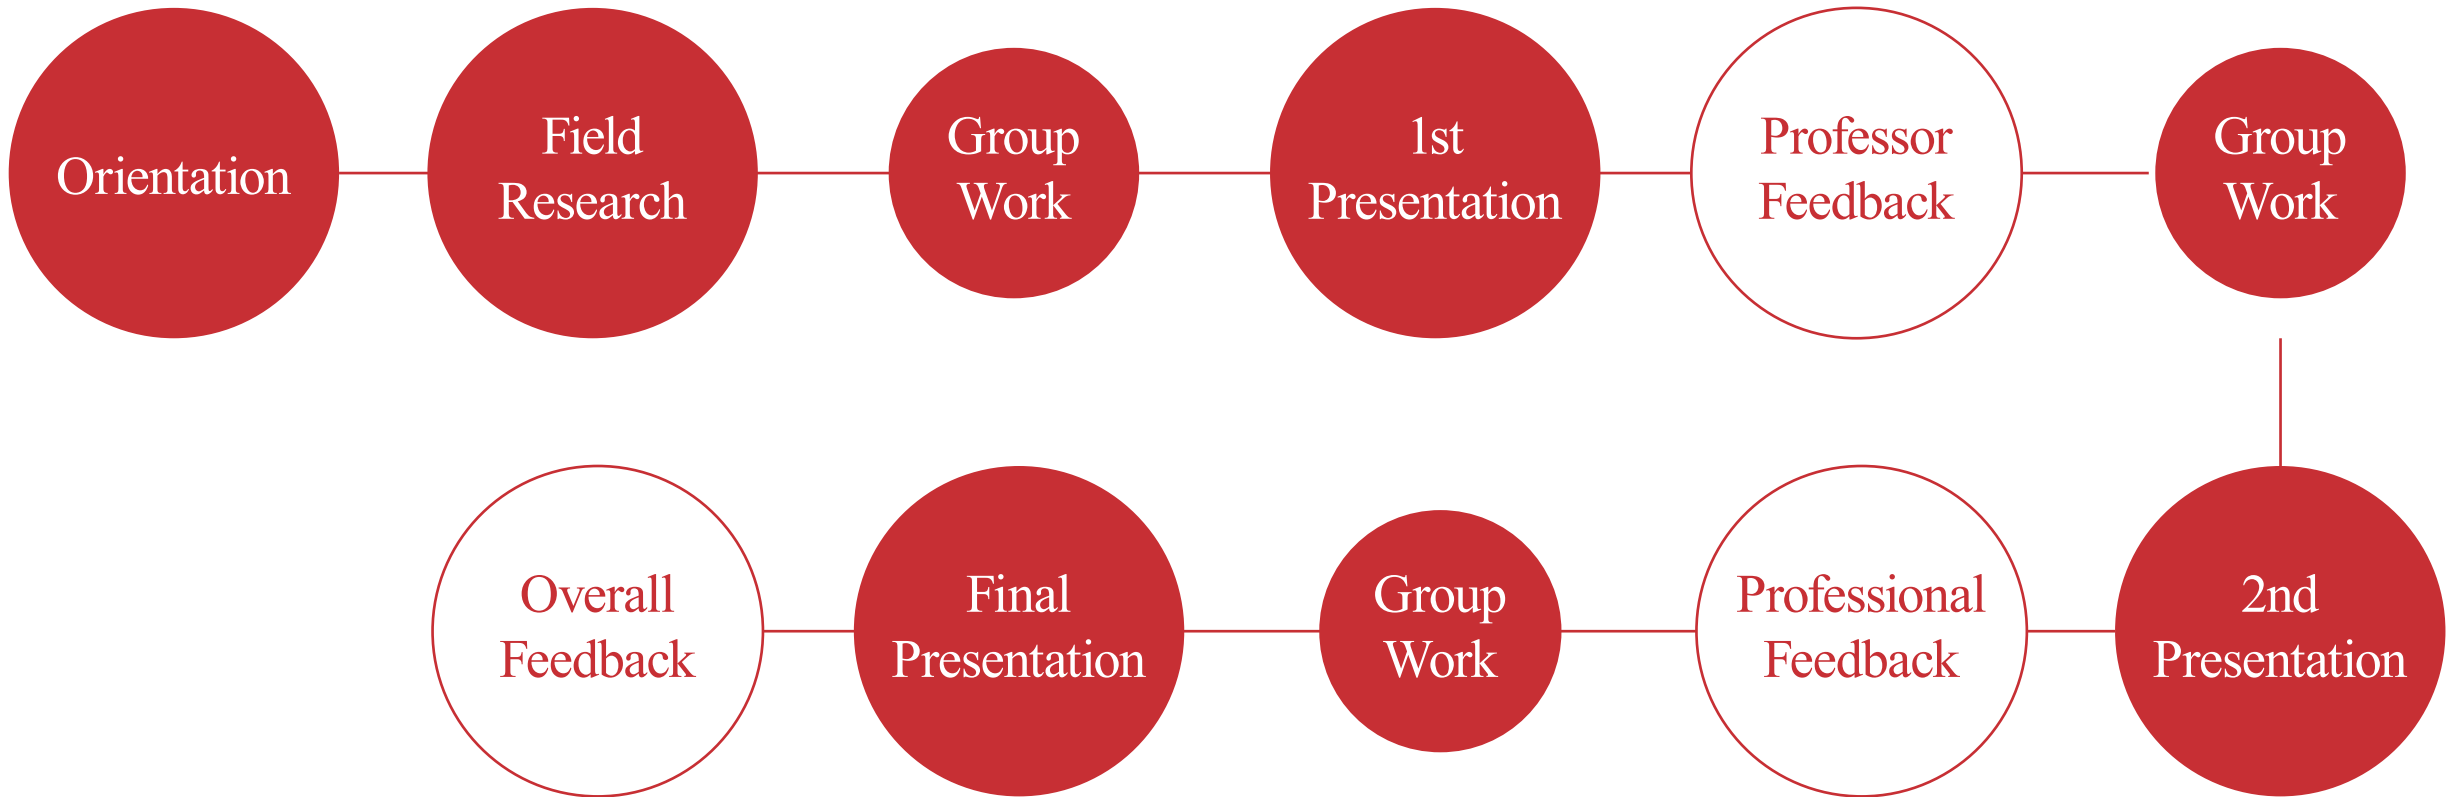 Orientation
Field
Research
Group
Work
1st
Presentation
Professor
Feedback
Group
Work
2nd
Presentation
Professional
Feedback
Group
Work
Final
Presentation
Overall
Feedback